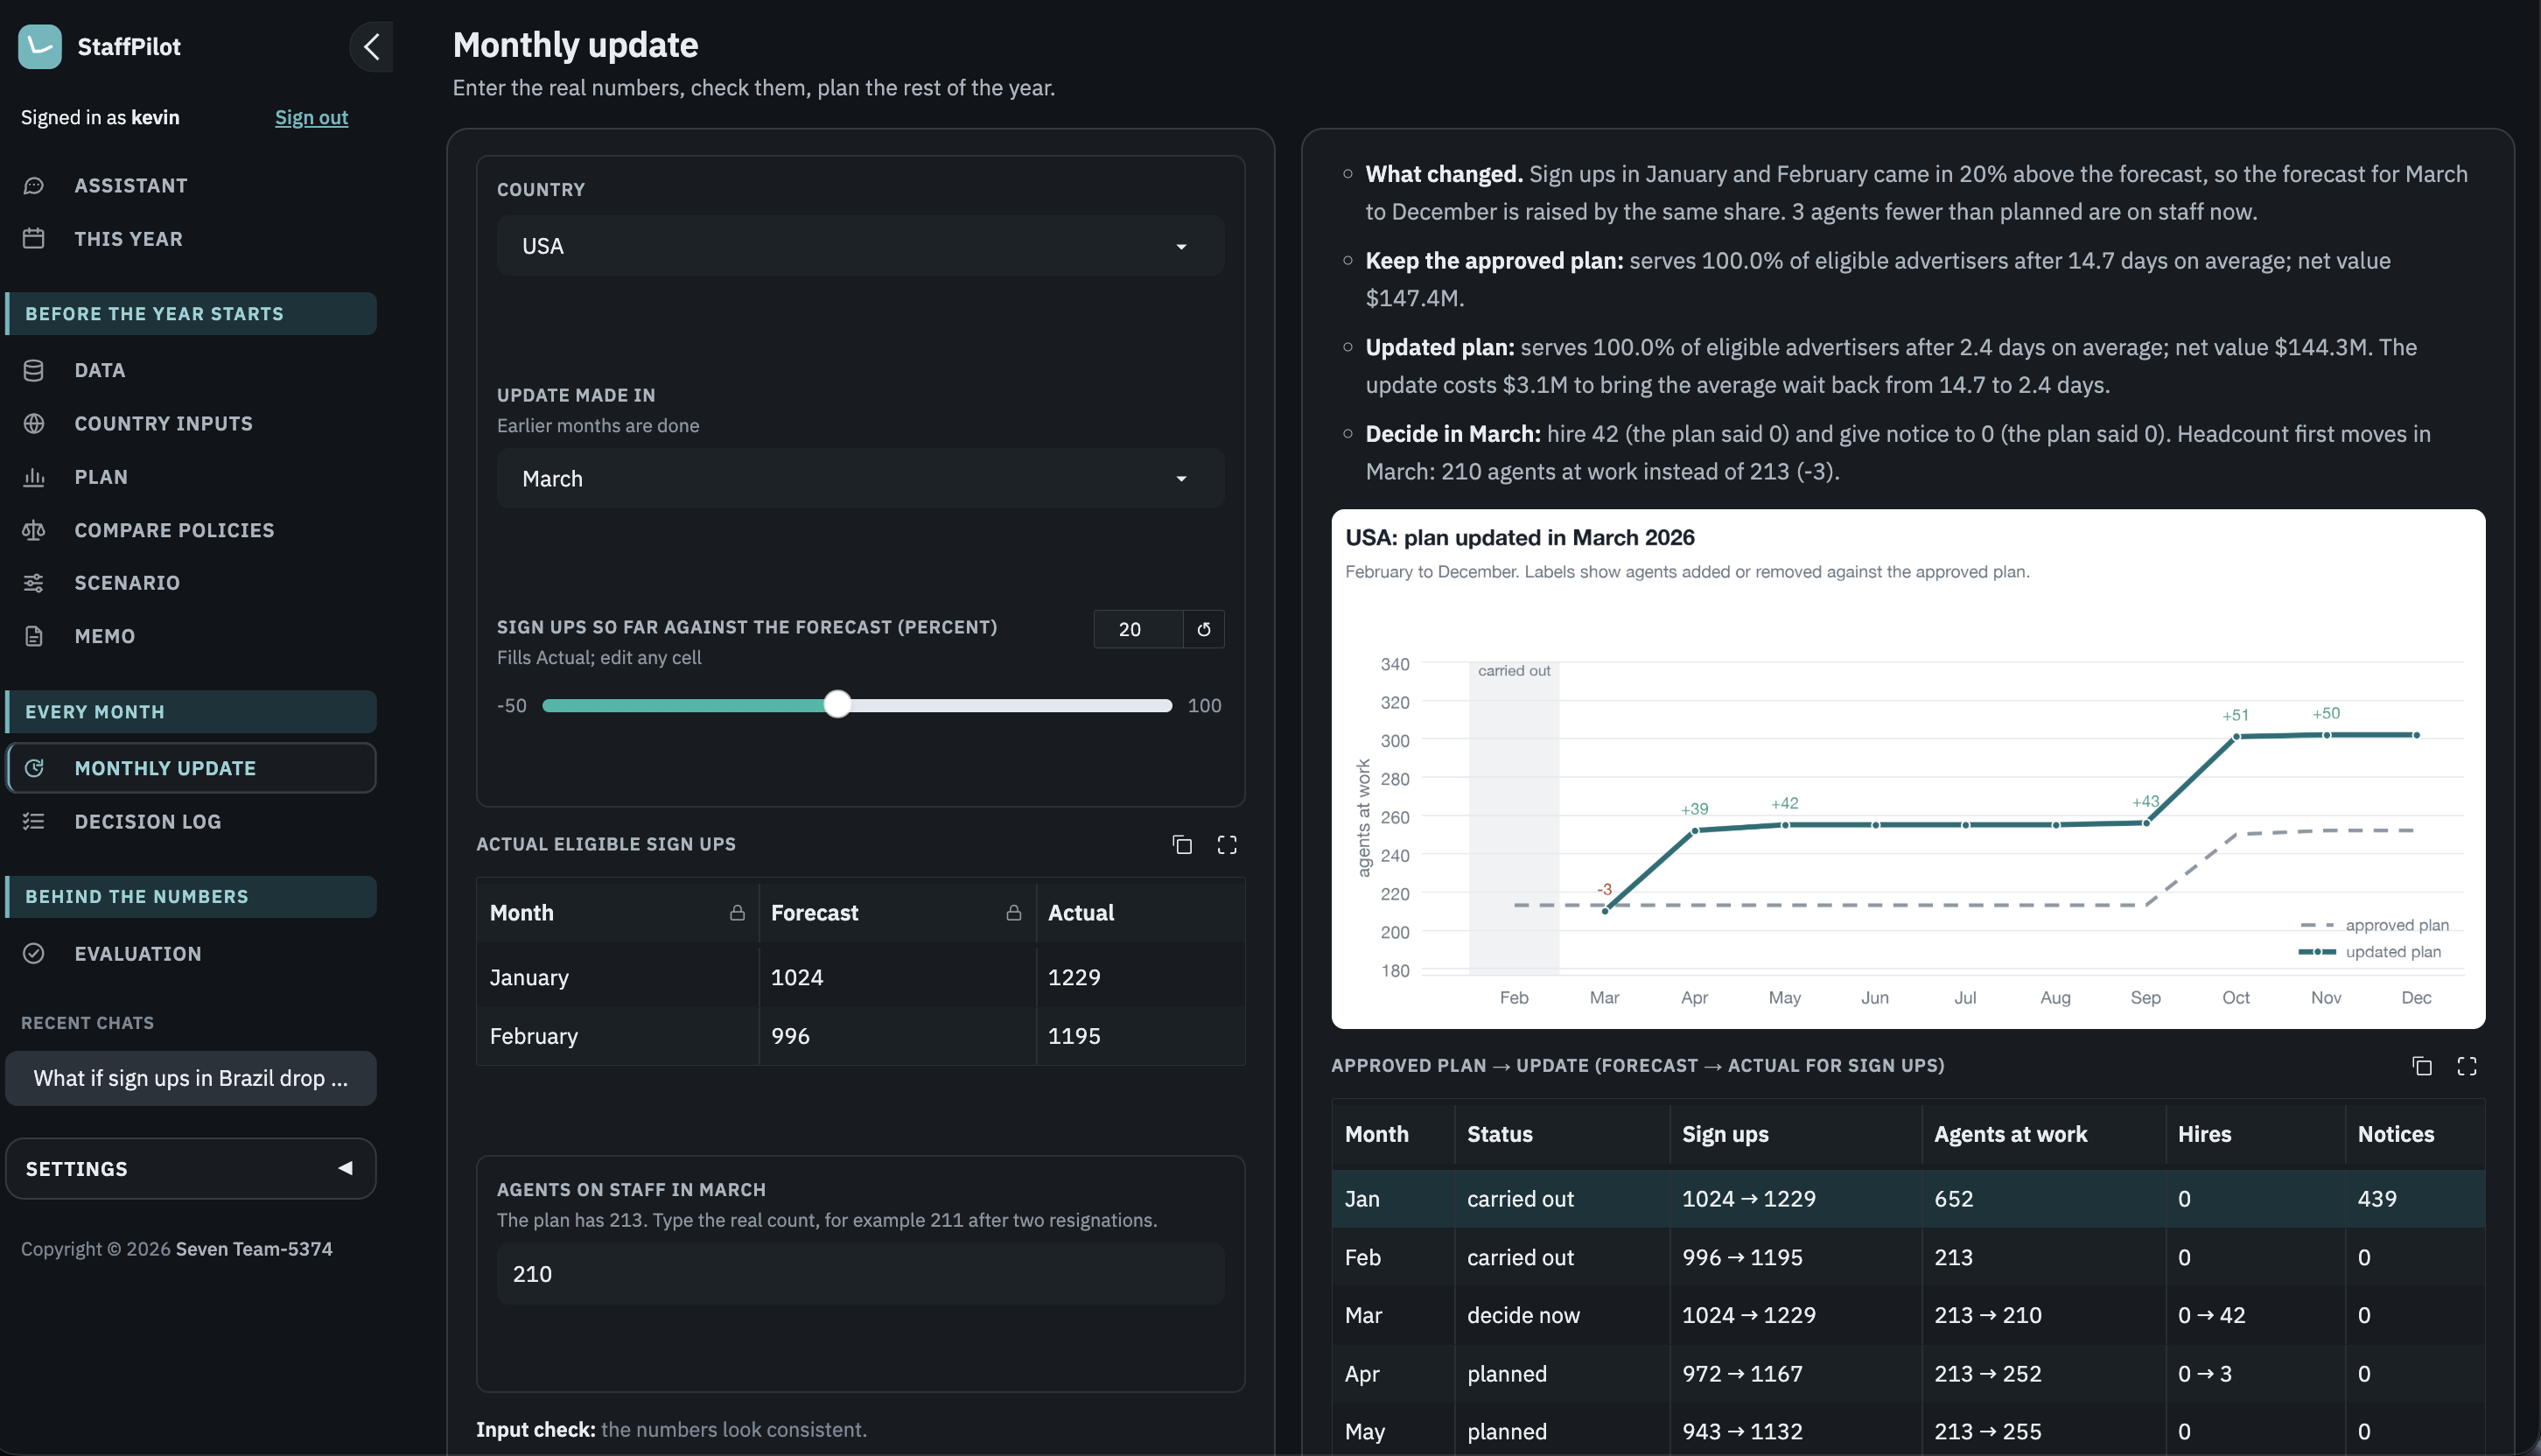 StaffPilot
Signed in as kevin
Sign out
ASSISTANT
THIS YEAR
BEFORE THE YEAR STARTS
DATA
COUNTRY INPUTS
PLAN
COMPARE POLICIES
SCENARIO
MEMO
EVERY MONTH
MONTHLY UPDATE
DECISION LOG
BEHIND THE NUMBERS
EVALUATION
RECENT CHATS
What if sign ups in Brazil drop ...
SETTINGS
Copyright © 2026 Seven Team-5374
Monthly update
Enter the real numbers, check them, plan the rest of the year.
COUNTRY
USA
UPDATE MADE IN
Earlier months are done
March
SIGN UPS SO FAR AGAINST THE FORECAST (PERCENT)
20
Fills Actual; edit any cell
-50
100
ACTUAL ELIGIBLE SIGN UPS
Month Forecast Actual
January 1024 1229
February 996 1195
AGENTS ON STAFF IN MARCH
The plan has 213. Type the real count, for example 211 after two resignations.
210
Input check: the numbers look consistent.
What changed. Sign ups in January and February came in 20% above the forecast, so the forecast for March
to December is raised by the same share. 3 agents fewer than planned are on staff now.
Keep the approved plan: serves 100.0% of eligible advertisers after 14.7 days on average; net value
$147.4M.
Updated plan: serves 100.0% of eligible advertisers after 2.4 days on average; net value $144.3M. The
update costs $3.1M to bring the average wait back from 14.7 to 2.4 days.
Decide in March: hire 42 (the plan said 0) and give notice to 0 (the plan said 0). Headcount first moves in
March: 210 agents at work instead of 213 (-3).
USA: plan updated in March 2026
February to December. Labels show agents added or removed against the approved plan.
agents at work
340
320
300
280
260
240
220
200
180
carried out
-3
+39
+42
+43
+51
+50
approved plan
updated plan
Feb Mar Apr May Jun Jul Aug Sep Oct Nov Dec
APPROVED PLAN → UPDATE (FORECAST → ACTUAL FOR SIGN UPS)
Month Status Sign ups Agents at work Hires Notices
Jan carried out 1024 → 1229 652 0 439
Feb carried out 996 → 1195 213 0 0
Mar decide now 1024 → 1229 213 → 210 0 → 42 0
Apr planned 972 → 1167 213 → 252 0 → 3 0
May planned 943 → 1132 213 → 255 0 0